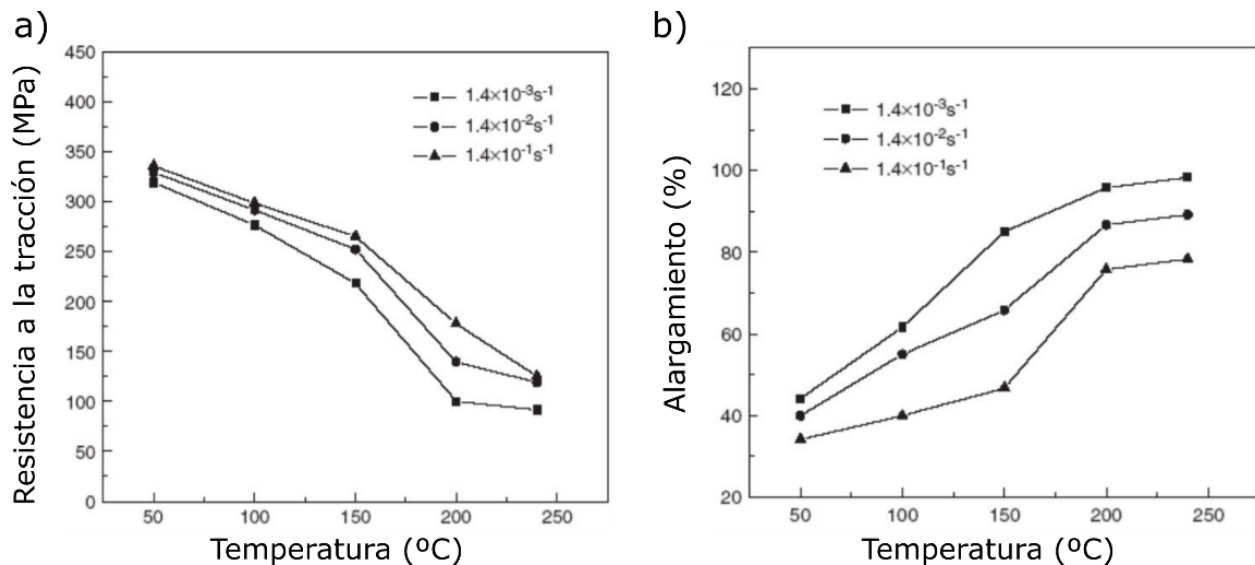 a)
Resistencia a la tracción (MPa)
450
400
350
300
250
200
150
100
50
0
1.4×10⁻³s⁻¹
1.4×10⁻²s⁻¹
1.4×10⁻¹s⁻¹
50 100 150 200 250
Temperatura (ºC)
b)
Alargamiento (%)
120
100
80
60
40
20
1.4×10⁻³s⁻¹
1.4×10⁻²s⁻¹
1.4×10⁻¹s⁻¹
50 100 150 200 250
Temperatura (ºC)